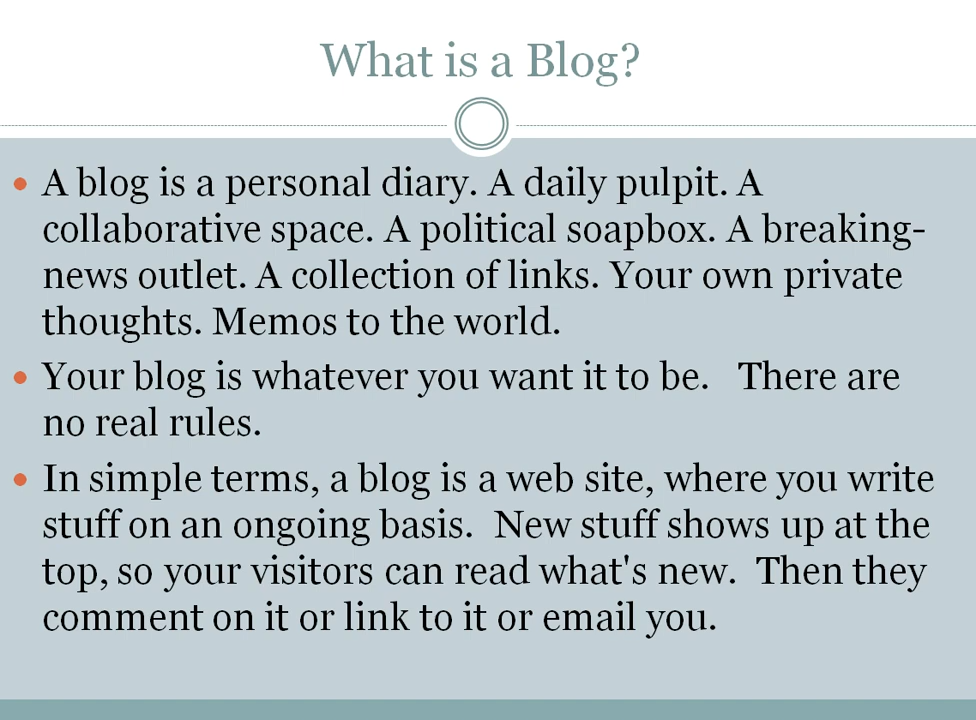 What is a Blog?
• A blog is a personal diary. A daily pulpit. A
collaborative space. A political soapbox. A breaking-
news outlet. A collection of links. Your own private
thoughts. Memos to the world.
• Your blog is whatever you want it to be.   There are
no real rules.
• In simple terms, a blog is a web site, where you write
stuff on an ongoing basis.  New stuff shows up at the
top, so your visitors can read what's new.  Then they
comment on it or link to it or email you.